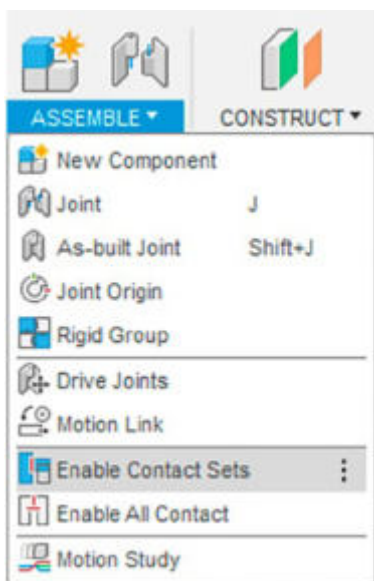 ASSEMBLE CONSTRUCT
New Component
Joint J
As-built Joint Shift+J
Joint Origin
Rigid Group
Drive Joints
Motion Link
Enable Contact Sets
Enable All Contact
Motion Study